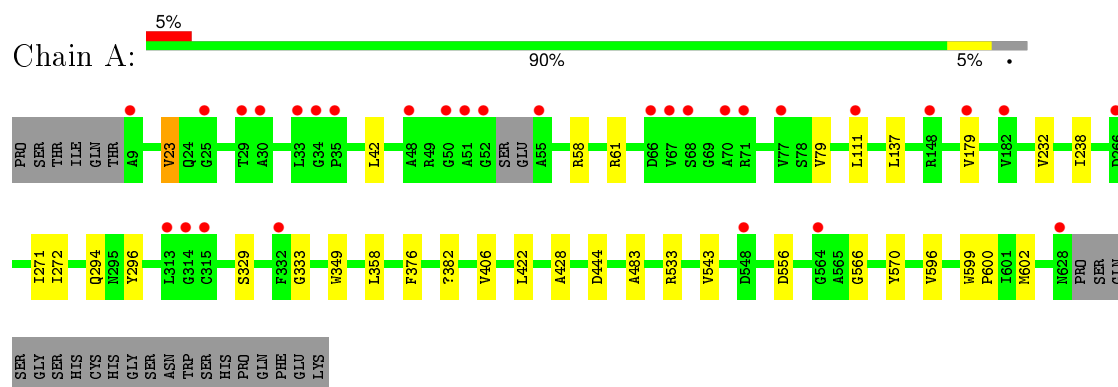 5%
Chain A:
90% 5% •
PRO SER THR ILE GLN THR A9 V23 Q24 G25 T29 A30 L33 G34 P35 L42 A48 R49 G50 A51 G52 SER GLU A55 R58 R61 D66 V67 S68 G69 A70 R71 V77 S78 V79 L111 L137 R148 V179 V182 V232 I238 D266
I271 I272 Q294 N295 Y296 L313 G314 C315 S329 F332 G333 W349 L358 F376 ?382 V406 L422 A428 D444 A483 R533 V543 D548 D556 G564 A565 G566 Y570 V596 W599 P600 I601 M602 N628 PRO SER GLN
SER GLY SER HIS CYS HIS GLY SER ASN TRP SER HIS PRO GLN PHE GLU LYS